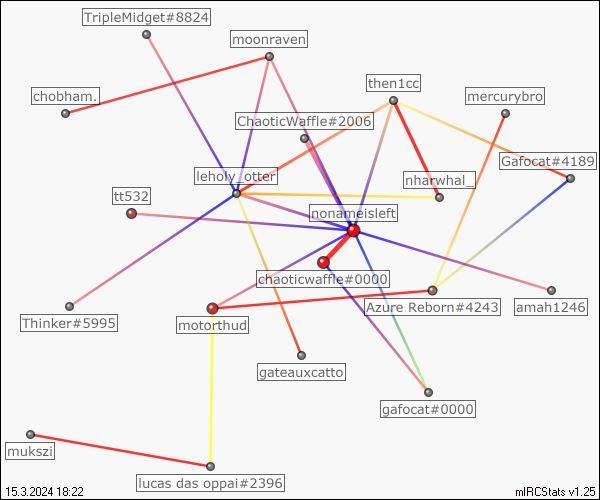 TripleMidget#8824
moonraven
then1cc
chobham.
mercurybro
ChaoticWaffle#2006
Gafocat#4189
leholy_otter
nharwhal_
tt532
nonameisleft
chaoticwaffle#0000
Azure Reborn#4243
amah1246
Thinker#5995
motorthud
gateauxcatto
gafocat#0000
mukszi
lucas das oppai#2396
15.3.2024 18:22
mIRCStats v1.25